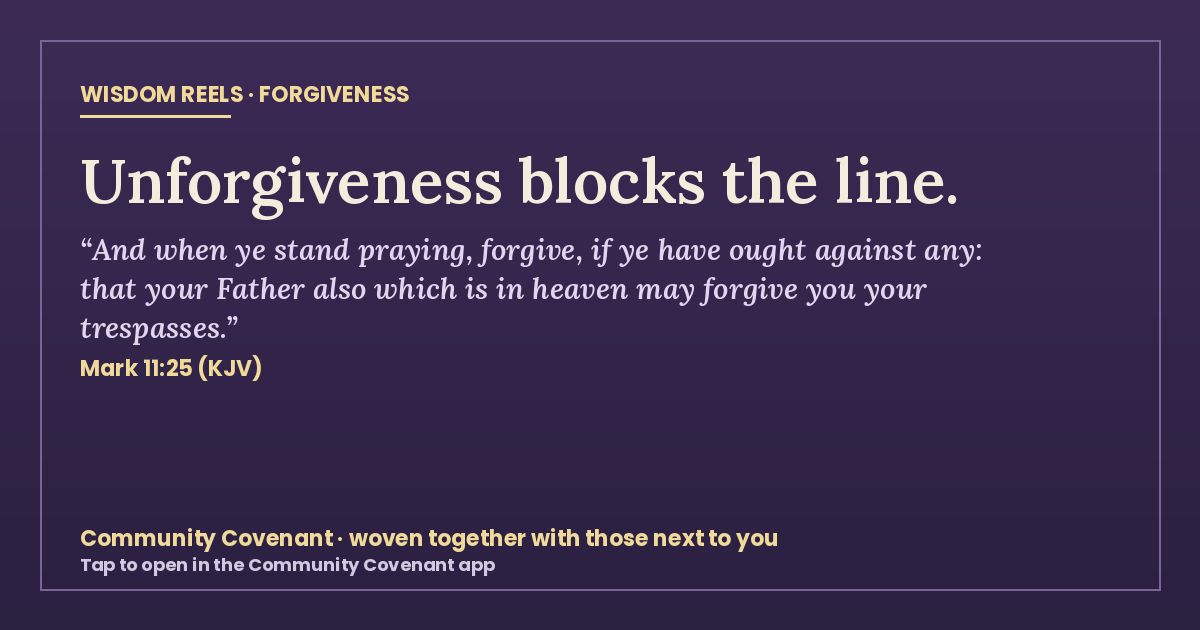 WISDOM REELS · FORGIVENESS
Unforgiveness blocks the line.
“And when ye stand praying, forgive, if ye have ought against any:
that your Father also which is in heaven may forgive you your
trespasses.”
Mark 11:25 (KJV)
Community Covenant · woven together with those next to you
Tap to open in the Community Covenant app